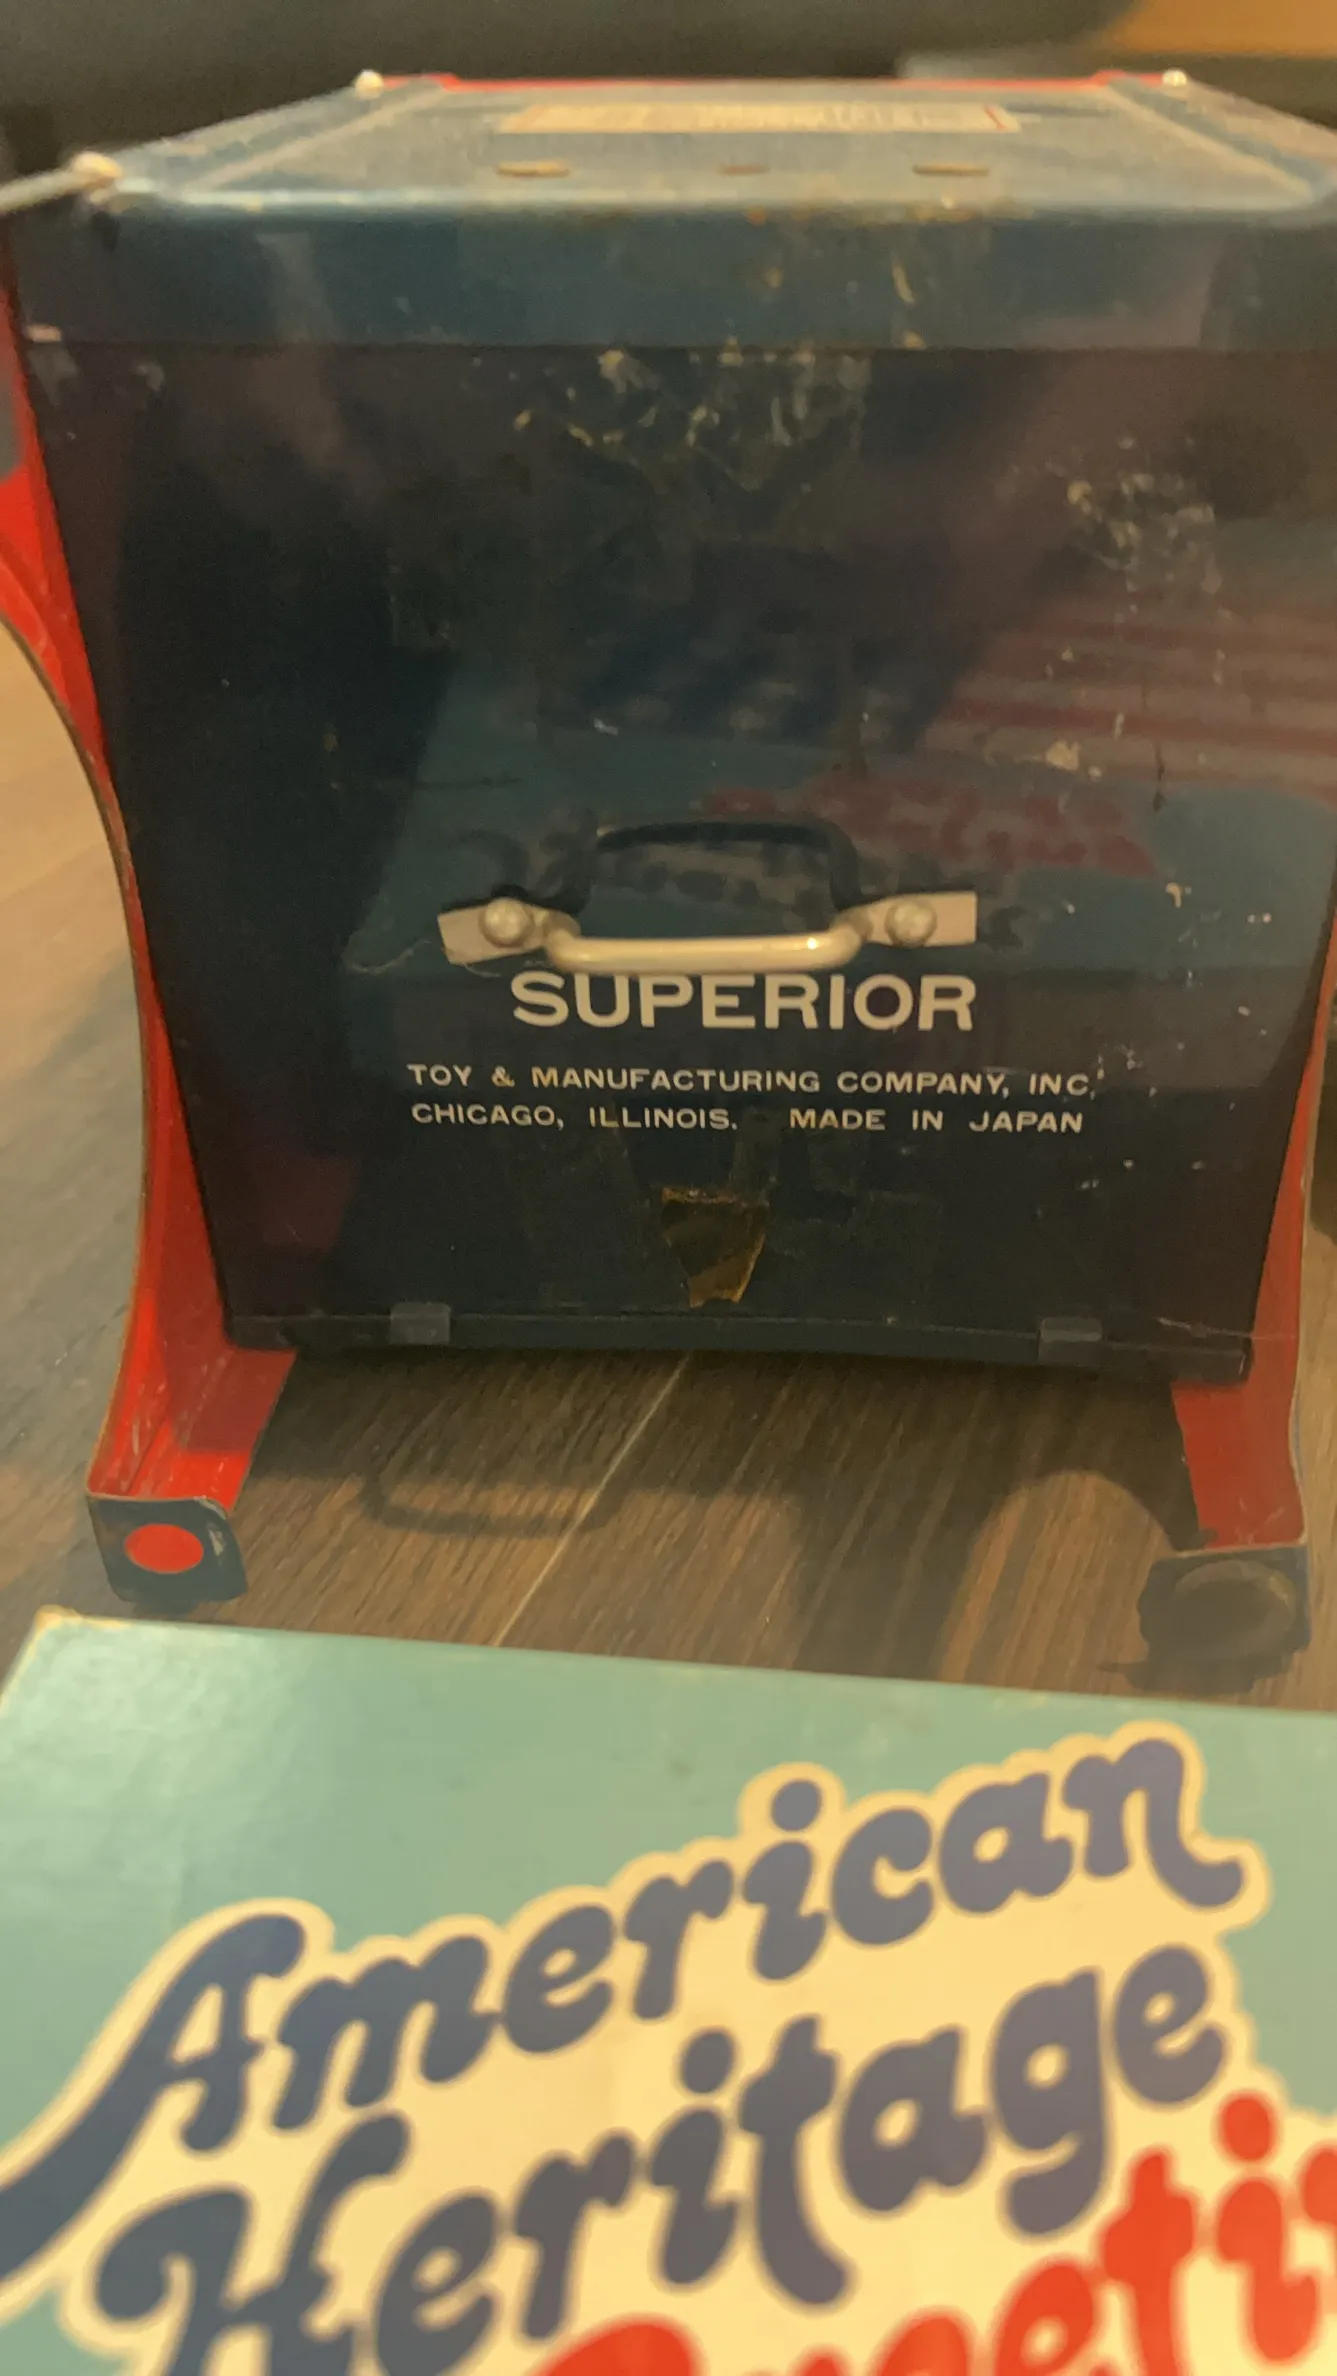 SUPERIOR
TOY & MANUFACTURING COMPANY, INC.
CHICAGO, ILLINOIS. MADE IN JAPAN
American
Heritage